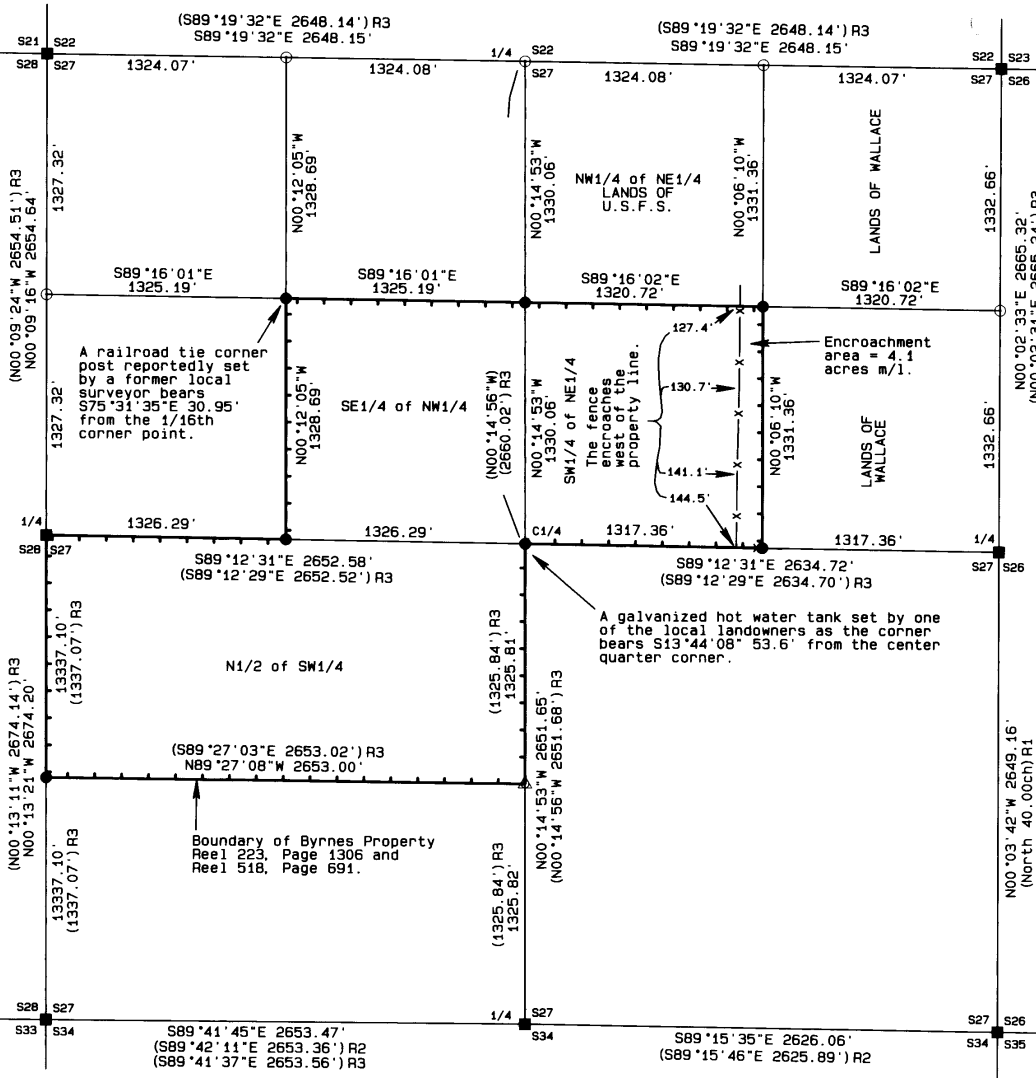 (S89°19'32"E 2648.14') R3
S89°19'32"E 2648.15'
(S89°19'32"E 2648.14') R3
S89°19'32"E 2648.15'
S21
S22
S28
S27
1/4
S22
S27
S22
S23
S27
S26
1324.07'
1324.08'
1324.08'
1324.07'
(N00°09'24"W 2654.51') R3
N00°09'16"W 2654.64'
1327.32'
N00°12'05"W
1328.69'
N00°14'53"W
1330.06'
NW1/4 of NE1/4
LANDS OF
U.S.F.S.
N00°06'10"W
1331.36'
LANDS OF WALLACE
1332.66'
N00°02'33"E 2665.32'
S89°16'01"E
1325.19'
S89°16'01"E
1325.19'
S89°16'02"E
1320.72'
S89°16'02"E
1320.72'
A railroad tie corner
post reportedly set
by a former local
surveyor bears
S75°31'35"E 30.95'
from the 1/16th
corner point.
1327.32'
N00°12'05"W
1328.69'
SE1/4 of NW1/4
(N00°14'56"W)
(2660.02') R3
N00°14'53"W
1330.06'
SW1/4 of NE1/4
The fence
encroaches
west of the
property line.
127.4'
130.7'
141.1'
144.5'
Encroachment
area = 4.1
acres m/l.
N00°06'10"W
1331.36'
LANDS OF
WALLACE
1332.66'
1/4
S28
S27
1326.29'
1326.29'
C1/4
1317.36'
1317.36'
1/4
S27
S26
S89°12'31"E 2652.58'
(S89°12'29"E 2652.52') R3
S89°12'31"E 2634.72'
(S89°12'29"E 2634.70') R3
A galvanized hot water tank set by one
of the local landowners as the corner
bears S13°44'08" 53.6' from the center
quarter corner.
(N00°13'11"W 2674.14') R3
N00°13'21"W 2674.20'
1337.10'
(1337.07') R3
N1/2 of SW1/4
(1325.84') R3
1325.81'
N00°14'53"W 2651.65'
(N00°14'56"W 2651.68') R3
(S89°27'03"E 2653.02') R3
N89°27'08"W 2653.00'
Boundary of Byrnes Property
Reel 223, Page 1306 and
Reel 518, Page 691.
13337.10'
(1337.07') R3
(1325.84') R3
1325.82'
N00°03'42"W 2649.16'
(North 40.00ch) R1
S28
S27
S33
S34
1/4
S27
S34
S27
S26
S34
S35
S89°41'45"E 2653.47'
(S89°42'11"E 2653.36') R2
(S89°41'37"E 2653.56') R3
S89°15'35"E 2626.06'
(S89°15'46"E 2625.89') R2